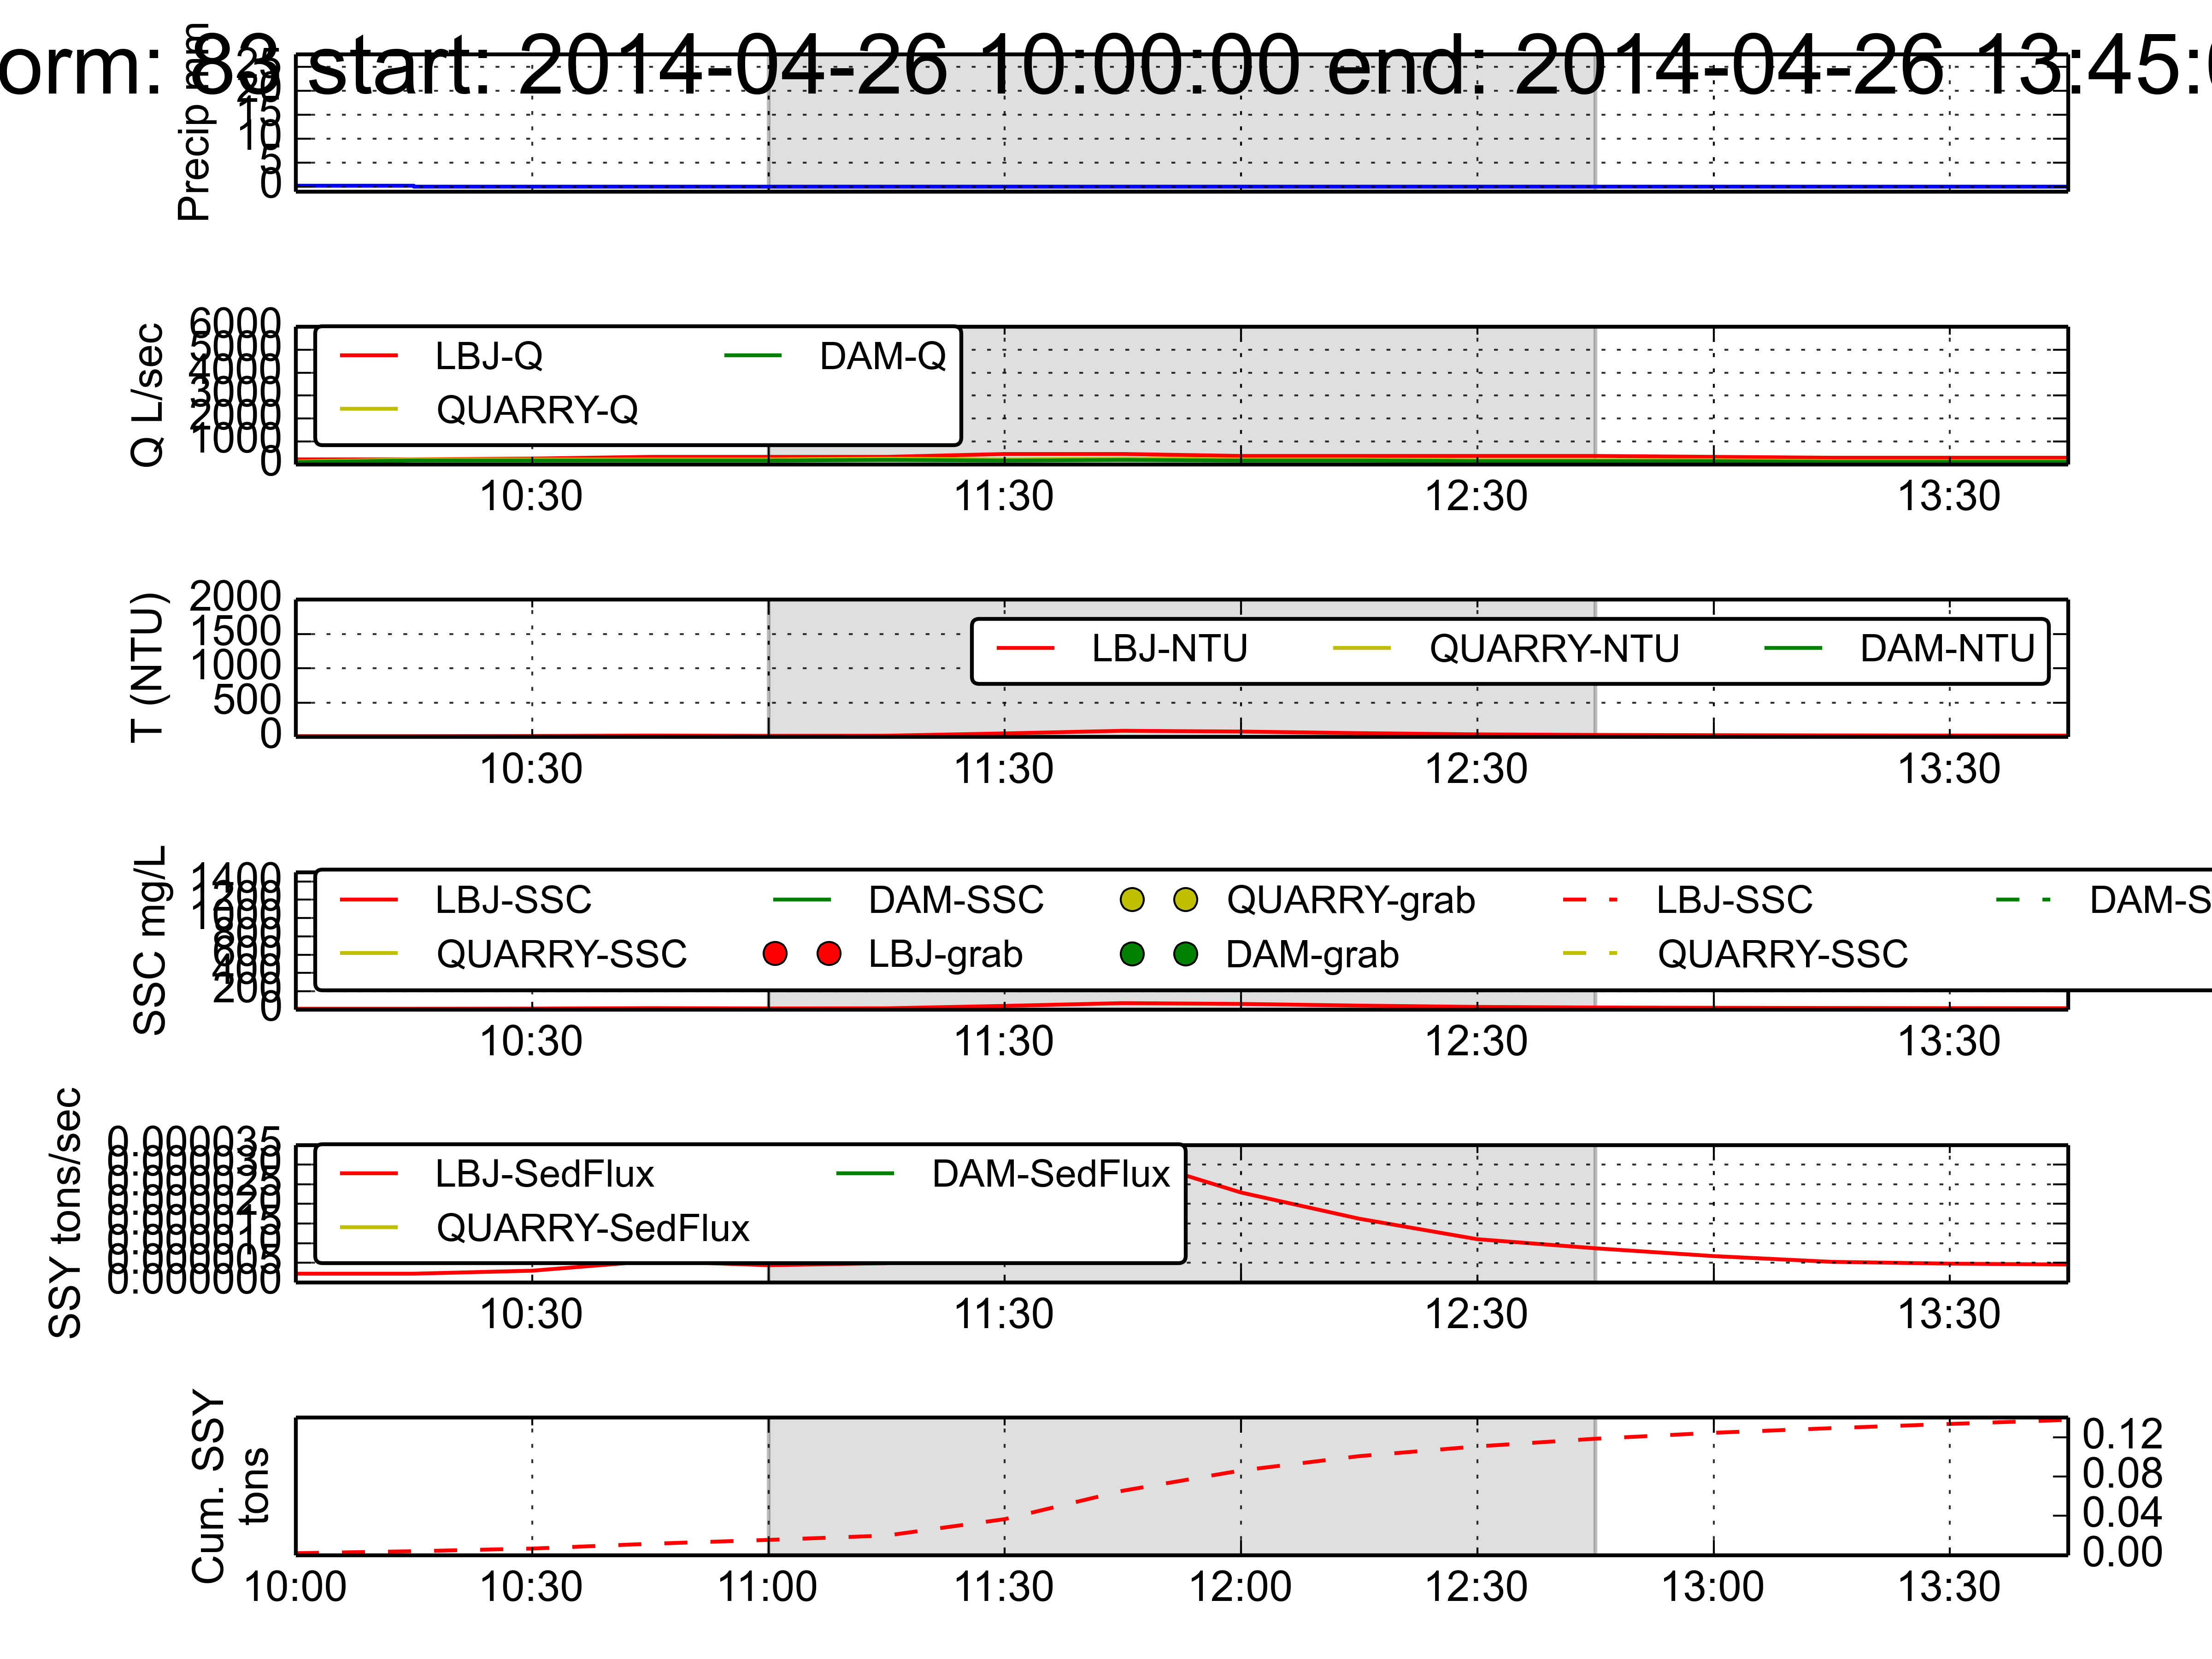 orm: 83 start: 2014-04-26 10:00:00 end: 2014-04-26 13:45:0
Precip mm
25
20
15
10
5
0
Q L/sec
6000
5000
4000
3000
2000
1000
0
LBJ-Q DAM-Q
QUARRY-Q
10:30 11:30 12:30 13:30
T (NTU)
2000
1500
1000
500
0
LBJ-NTU QUARRY-NTU DAM-NTU
10:30 11:30 12:30 13:30
SSC mg/L
1400
1200
1000
800
600
400
200
0
LBJ-SSC DAM-SSC QUARRY-grab LBJ-SSC DAM-S
QUARRY-SSC LBJ-grab DAM-grab QUARRY-SSC
10:30 11:30 12:30 13:30
SSY tons/sec
0.000035
0.000030
0.000025
0.000020
0.000015
0.000010
0.000005
0.000000
LBJ-SedFlux DAM-SedFlux
QUARRY-SedFlux
10:30 11:30 12:30 13:30
Cum. SSY
tons
0.12
0.08
0.04
0.00
10:00 10:30 11:00 11:30 12:00 12:30 13:00 13:30